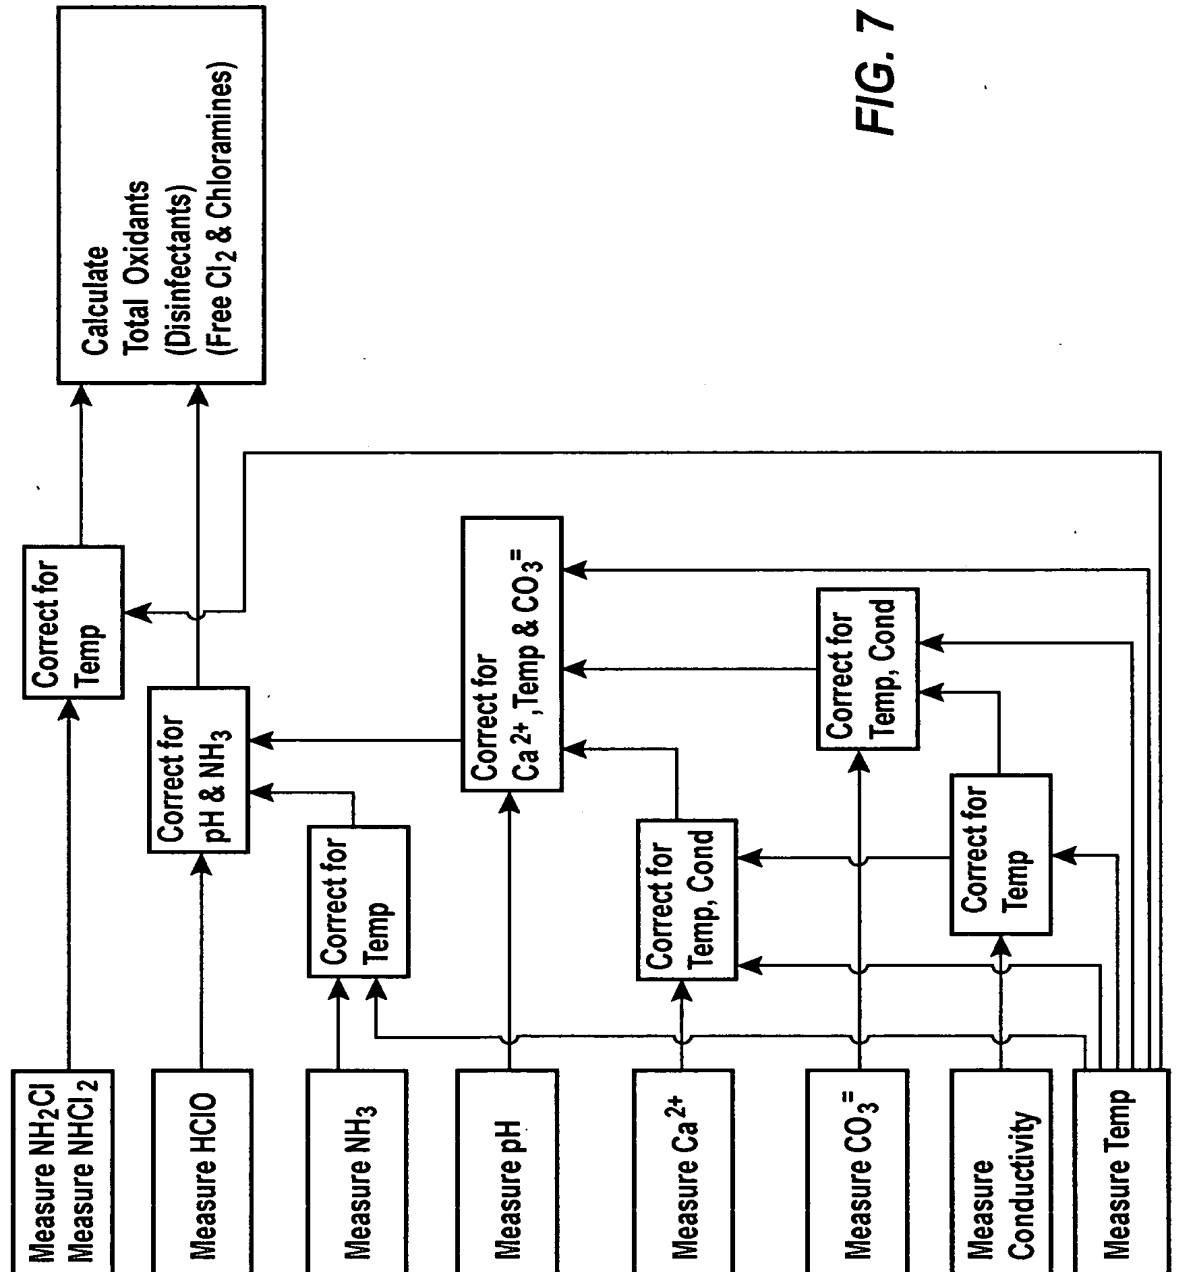 Measure NH₂Cl
Measure NHCl₂
Correct for
Temp
Calculate
Total Oxidants
(Disinfectants)
(Free Cl₂ & Chloramines)
Measure HClO
Correct for
pH & NH₃
Measure NH₃
Correct for
Temp
Measure pH
Correct for
Ca²⁺, Temp & CO₃⁼
Measure Ca²⁺
Correct for
Temp, Cond
Measure CO₃⁼
Correct for
Temp, Cond
Measure
Conductivity
Correct for
Temp
Measure Temp
FIG. 7